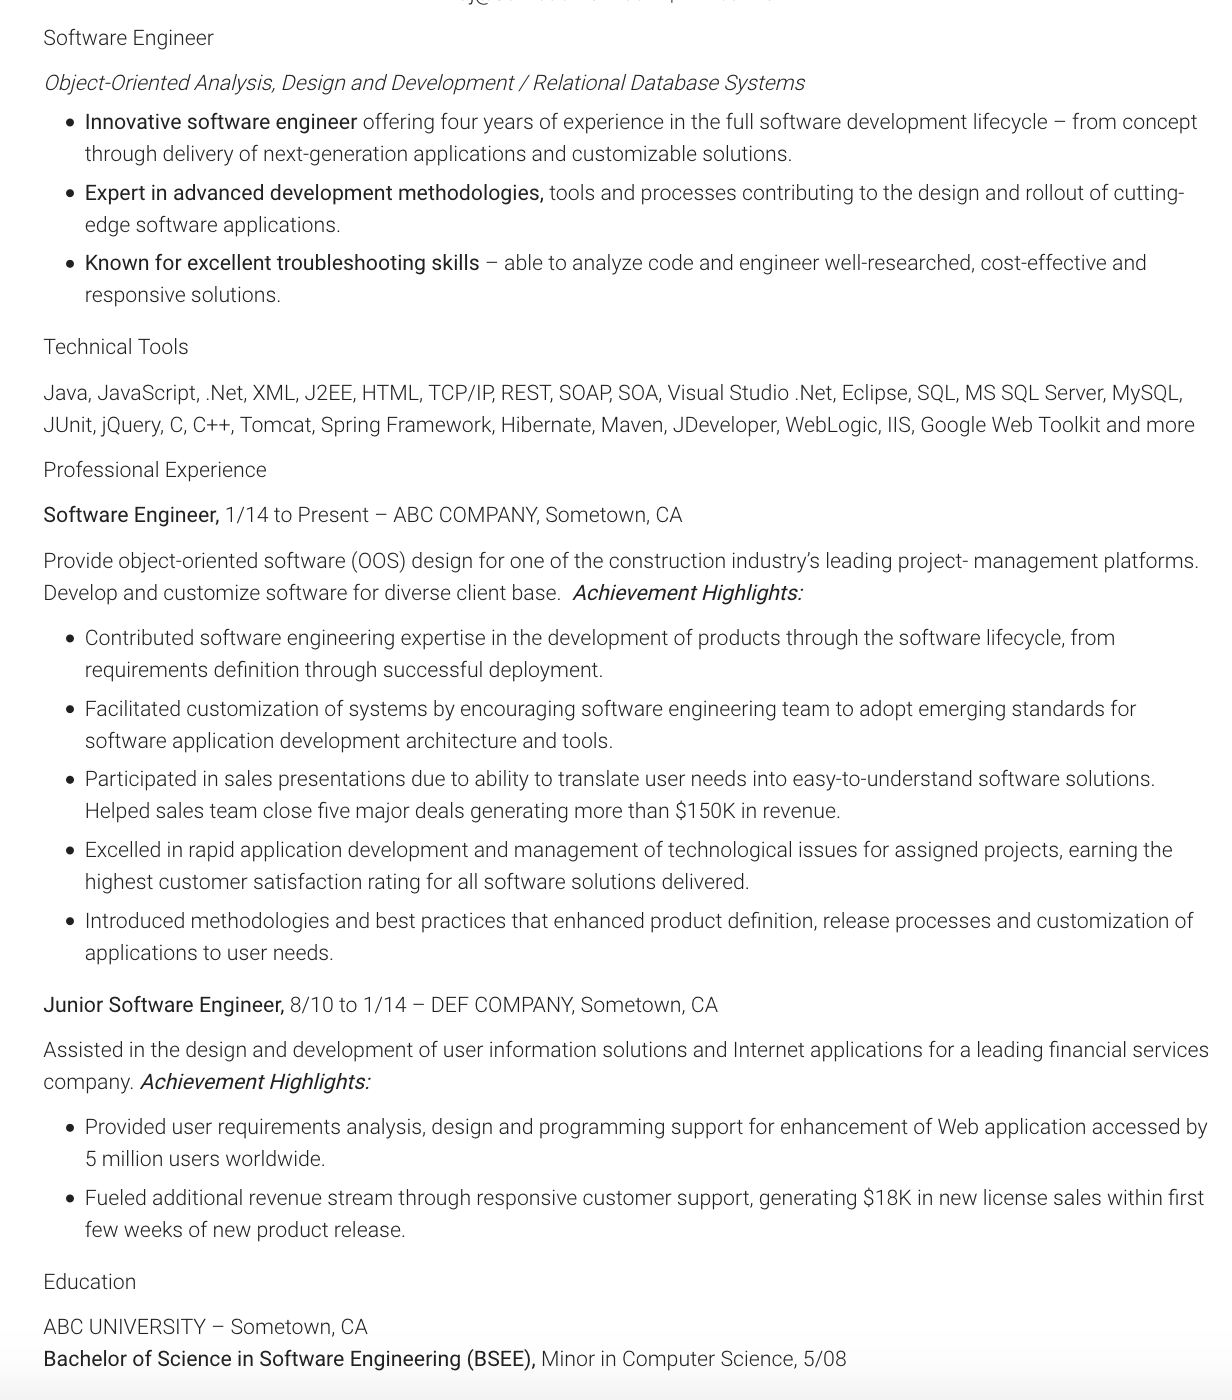 Software Engineer
Object-Oriented Analysis, Design and Development / Relational Database Systems
• Innovative software engineer offering four years of experience in the full software development lifecycle – from concept
through delivery of next-generation applications and customizable solutions.
• Expert in advanced development methodologies, tools and processes contributing to the design and rollout of cutting-
edge software applications.
• Known for excellent troubleshooting skills – able to analyze code and engineer well-researched, cost-effective and
responsive solutions.
Technical Tools
Java, JavaScript, .Net, XML, J2EE, HTML, TCP/IP, REST, SOAP, SOA, Visual Studio .Net, Eclipse, SQL, MS SQL Server, MySQL,
JUnit, jQuery, C, C++, Tomcat, Spring Framework, Hibernate, Maven, JDeveloper, WebLogic, IIS, Google Web Toolkit and more
Professional Experience
Software Engineer, 1/14 to Present – ABC COMPANY, Sometown, CA
Provide object-oriented software (OOS) design for one of the construction industry’s leading project- management platforms.
Develop and customize software for diverse client base. Achievement Highlights:
• Contributed software engineering expertise in the development of products through the software lifecycle, from
requirements definition through successful deployment.
• Facilitated customization of systems by encouraging software engineering team to adopt emerging standards for
software application development architecture and tools.
• Participated in sales presentations due to ability to translate user needs into easy-to-understand software solutions.
Helped sales team close five major deals generating more than $150K in revenue.
• Excelled in rapid application development and management of technological issues for assigned projects, earning the
highest customer satisfaction rating for all software solutions delivered.
• Introduced methodologies and best practices that enhanced product definition, release processes and customization of
applications to user needs.
Junior Software Engineer, 8/10 to 1/14 – DEF COMPANY, Sometown, CA
Assisted in the design and development of user information solutions and Internet applications for a leading financial services
company. Achievement Highlights:
• Provided user requirements analysis, design and programming support for enhancement of Web application accessed by
5 million users worldwide.
• Fueled additional revenue stream through responsive customer support, generating $18K in new license sales within first
few weeks of new product release.
Education
ABC UNIVERSITY – Sometown, CA
Bachelor of Science in Software Engineering (BSEE), Minor in Computer Science, 5/08